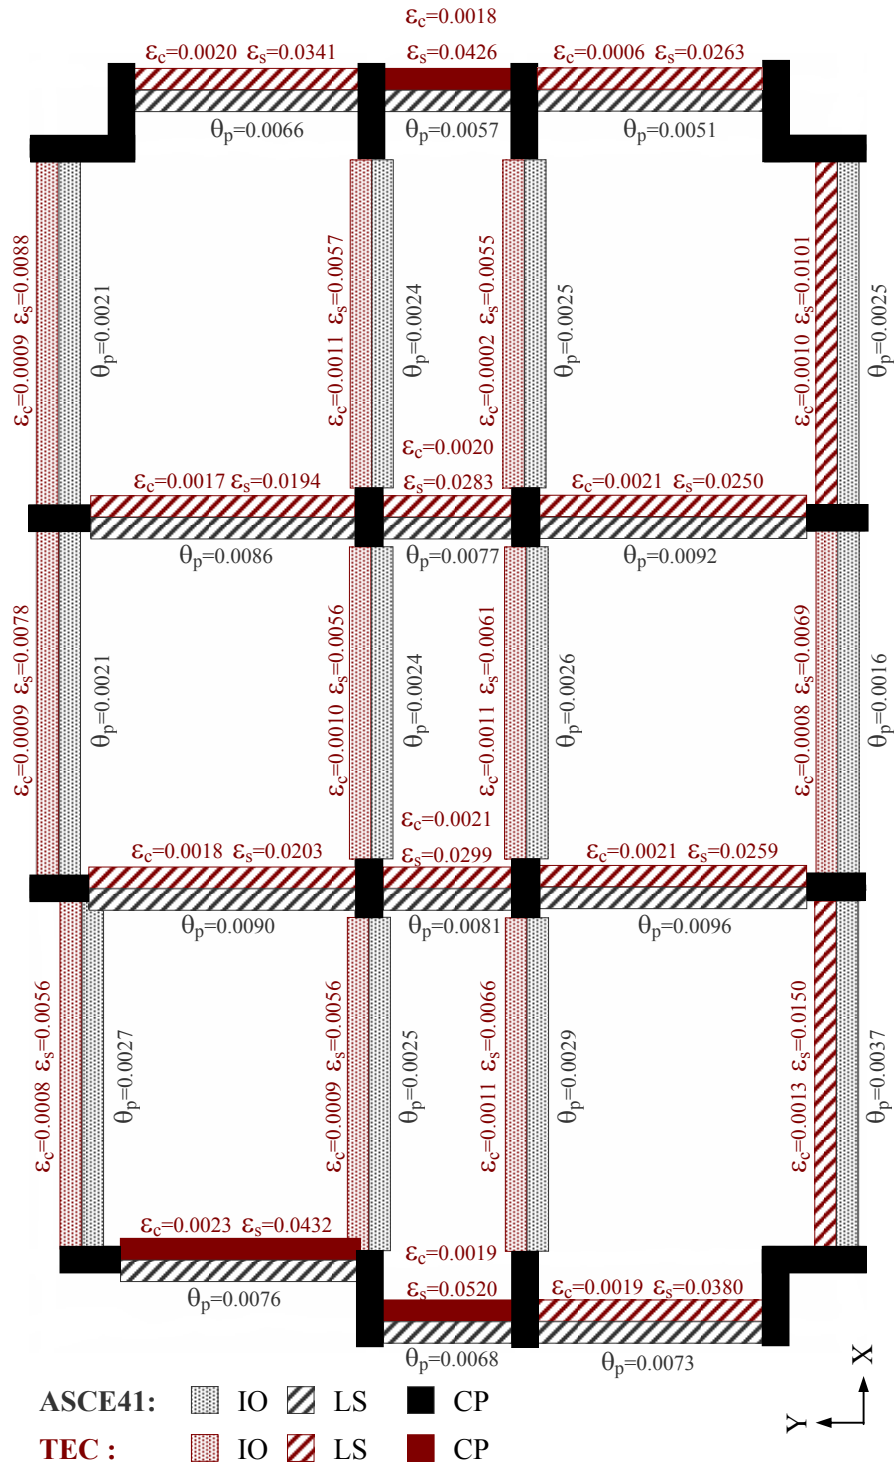 εc=0.0018
εc=0.0020 εs=0.0341
εs=0.0426
εc=0.0006 εs=0.0263
θp=0.0066
θp=0.0057
θp=0.0051
εc=0.0009 εs=0.0088
θp=0.0021
εc=0.0011 εs=0.0057
θp=0.0024
εc=0.0002 εs=0.0055
θp=0.0025
εc=0.0010 εs=0.0101
θp=0.0025
εc=0.0020
εc=0.0017 εs=0.0194
εs=0.0283
εc=0.0021 εs=0.0250
θp=0.0086
θp=0.0077
θp=0.0092
εc=0.0009 εs=0.0078
θp=0.0021
εc=0.0010 εs=0.0056
θp=0.0024
εc=0.0011 εs=0.0061
θp=0.0026
εc=0.0008 εs=0.0069
θp=0.0016
εc=0.0021
εc=0.0018 εs=0.0203
εs=0.0299
εc=0.0021 εs=0.0259
θp=0.0090
θp=0.0081
θp=0.0096
εc=0.0008 εs=0.0056
θp=0.0027
εc=0.0009 εs=0.0056
θp=0.0025
εc=0.0011 εs=0.0066
θp=0.0029
εc=0.0013 εs=0.0150
θp=0.0037
εc=0.0023 εs=0.0432
εc=0.0019
εs=0.0520
εc=0.0019 εs=0.0380
θp=0.0076
θp=0.0068
θp=0.0073
X
Y
ASCE41: IO LS CP
TEC : IO LS CP